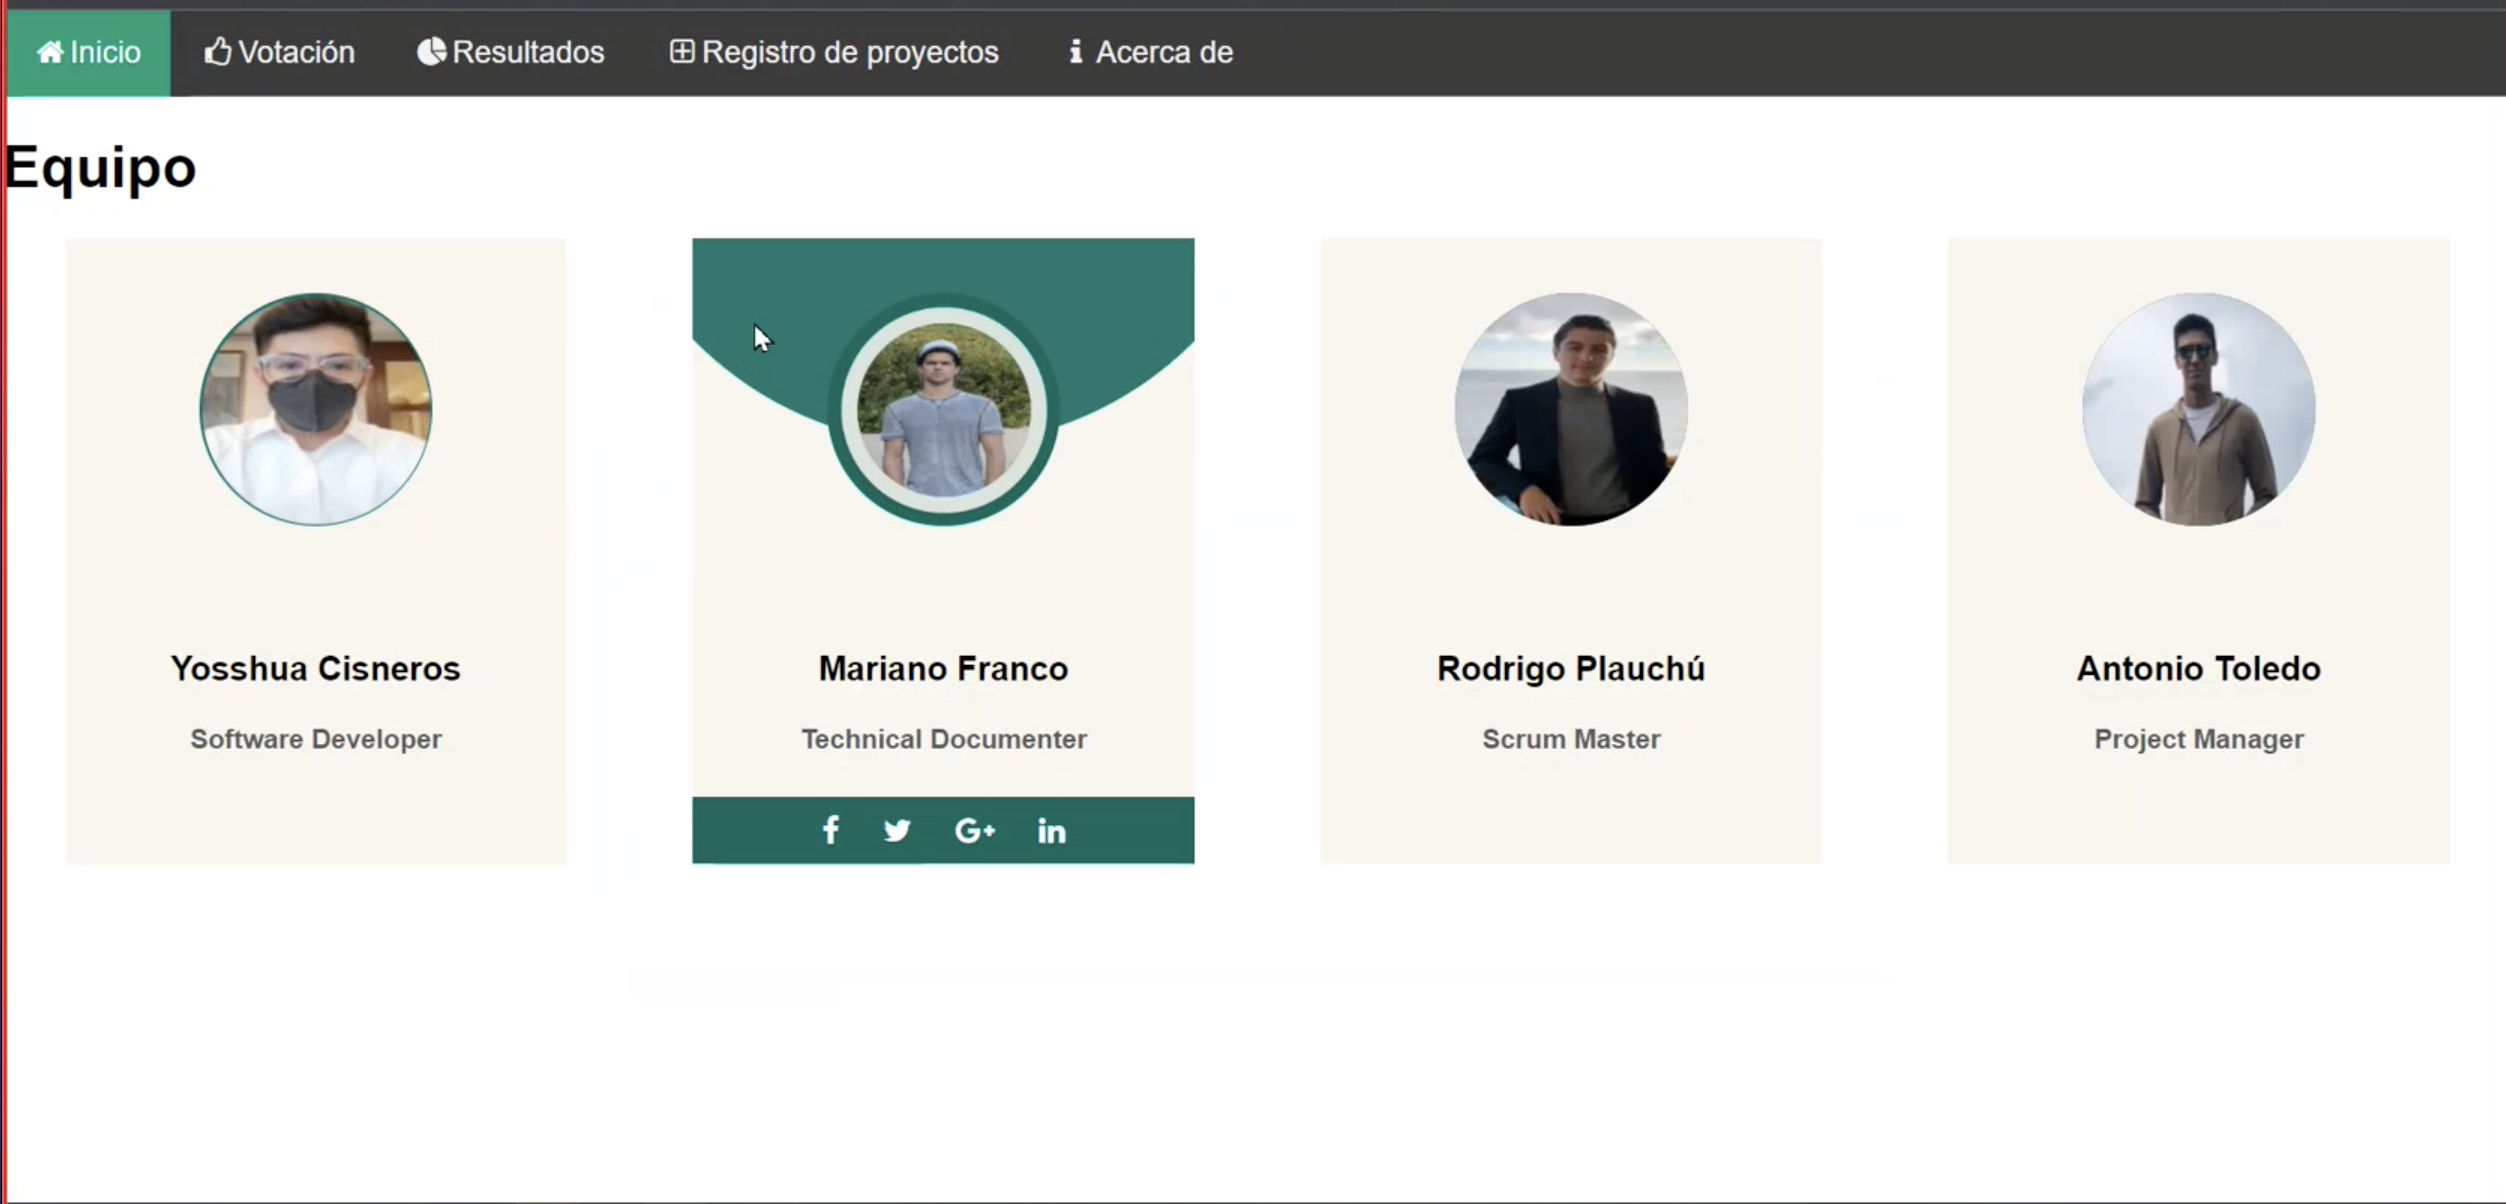 Inicio Votación Resultados Registro de proyectos Acerca de
Equipo
Yosshua Cisneros Mariano Franco Rodrigo Plauchú Antonio Toledo
Software Developer Technical Documenter Scrum Master Project Manager